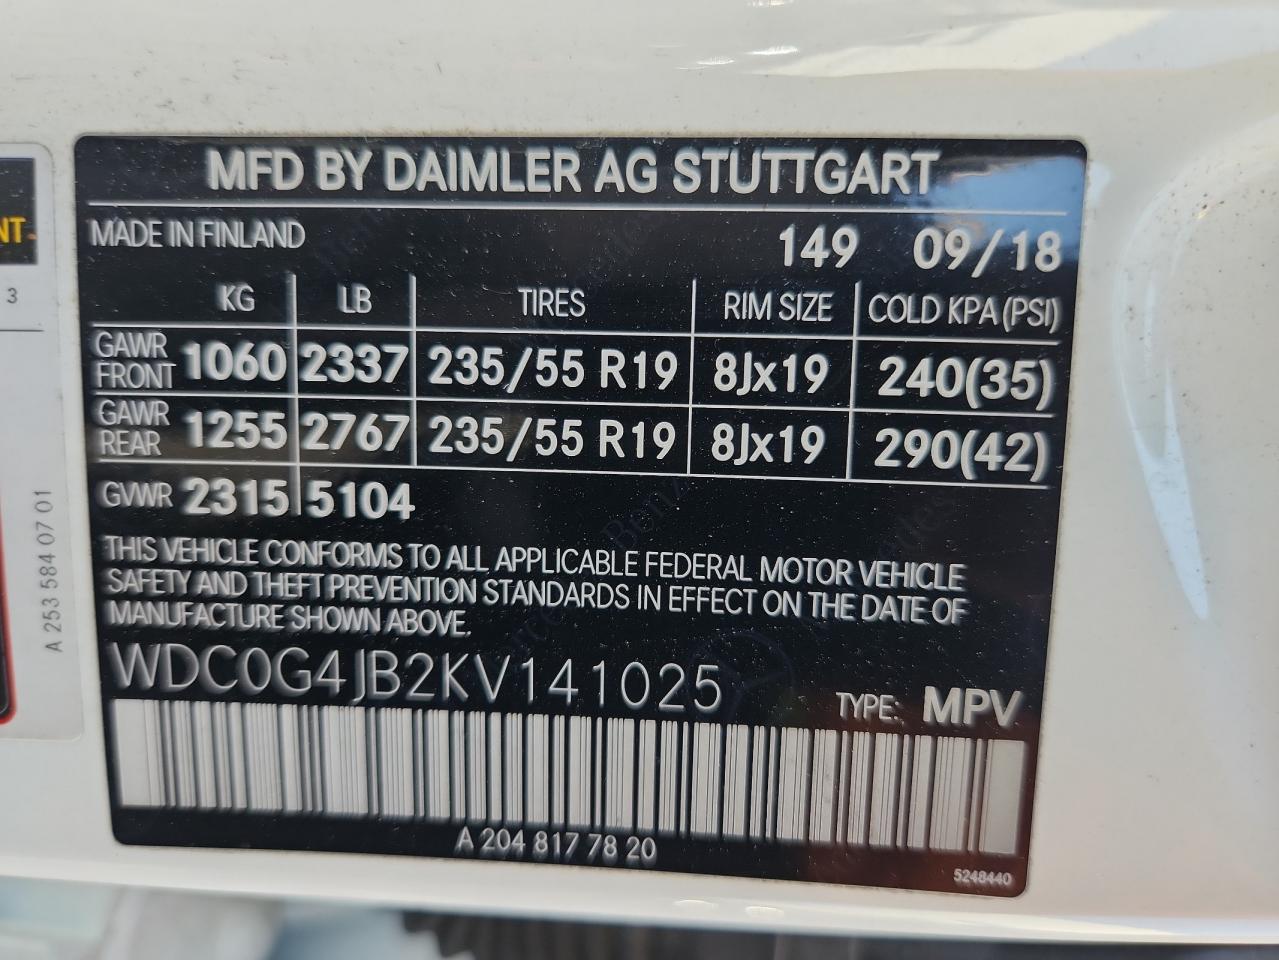 MFD BY DAIMLER AG STUTTGART
MADE IN FINLAND 149 09/18
KG LB TIRES RIM SIZE COLD KPA (PSI)
GAWR FRONT 1060 2337 235/55 R19 8Jx19 240(35)
GAWR REAR 1255 2767 235/55 R19 8Jx19 290(42)
GVWR 2315 5104
THIS VEHICLE CONFORMS TO ALL APPLICABLE FEDERAL MOTOR VEHICLE
SAFETY AND THEFT PREVENTION STANDARDS IN EFFECT ON THE DATE OF
MANUFACTURE SHOWN ABOVE.
WDC0G4JB2KV141025 TYPE: MPV
A 204 817 78 20
5248440
NT
3
A 253 584 07 01